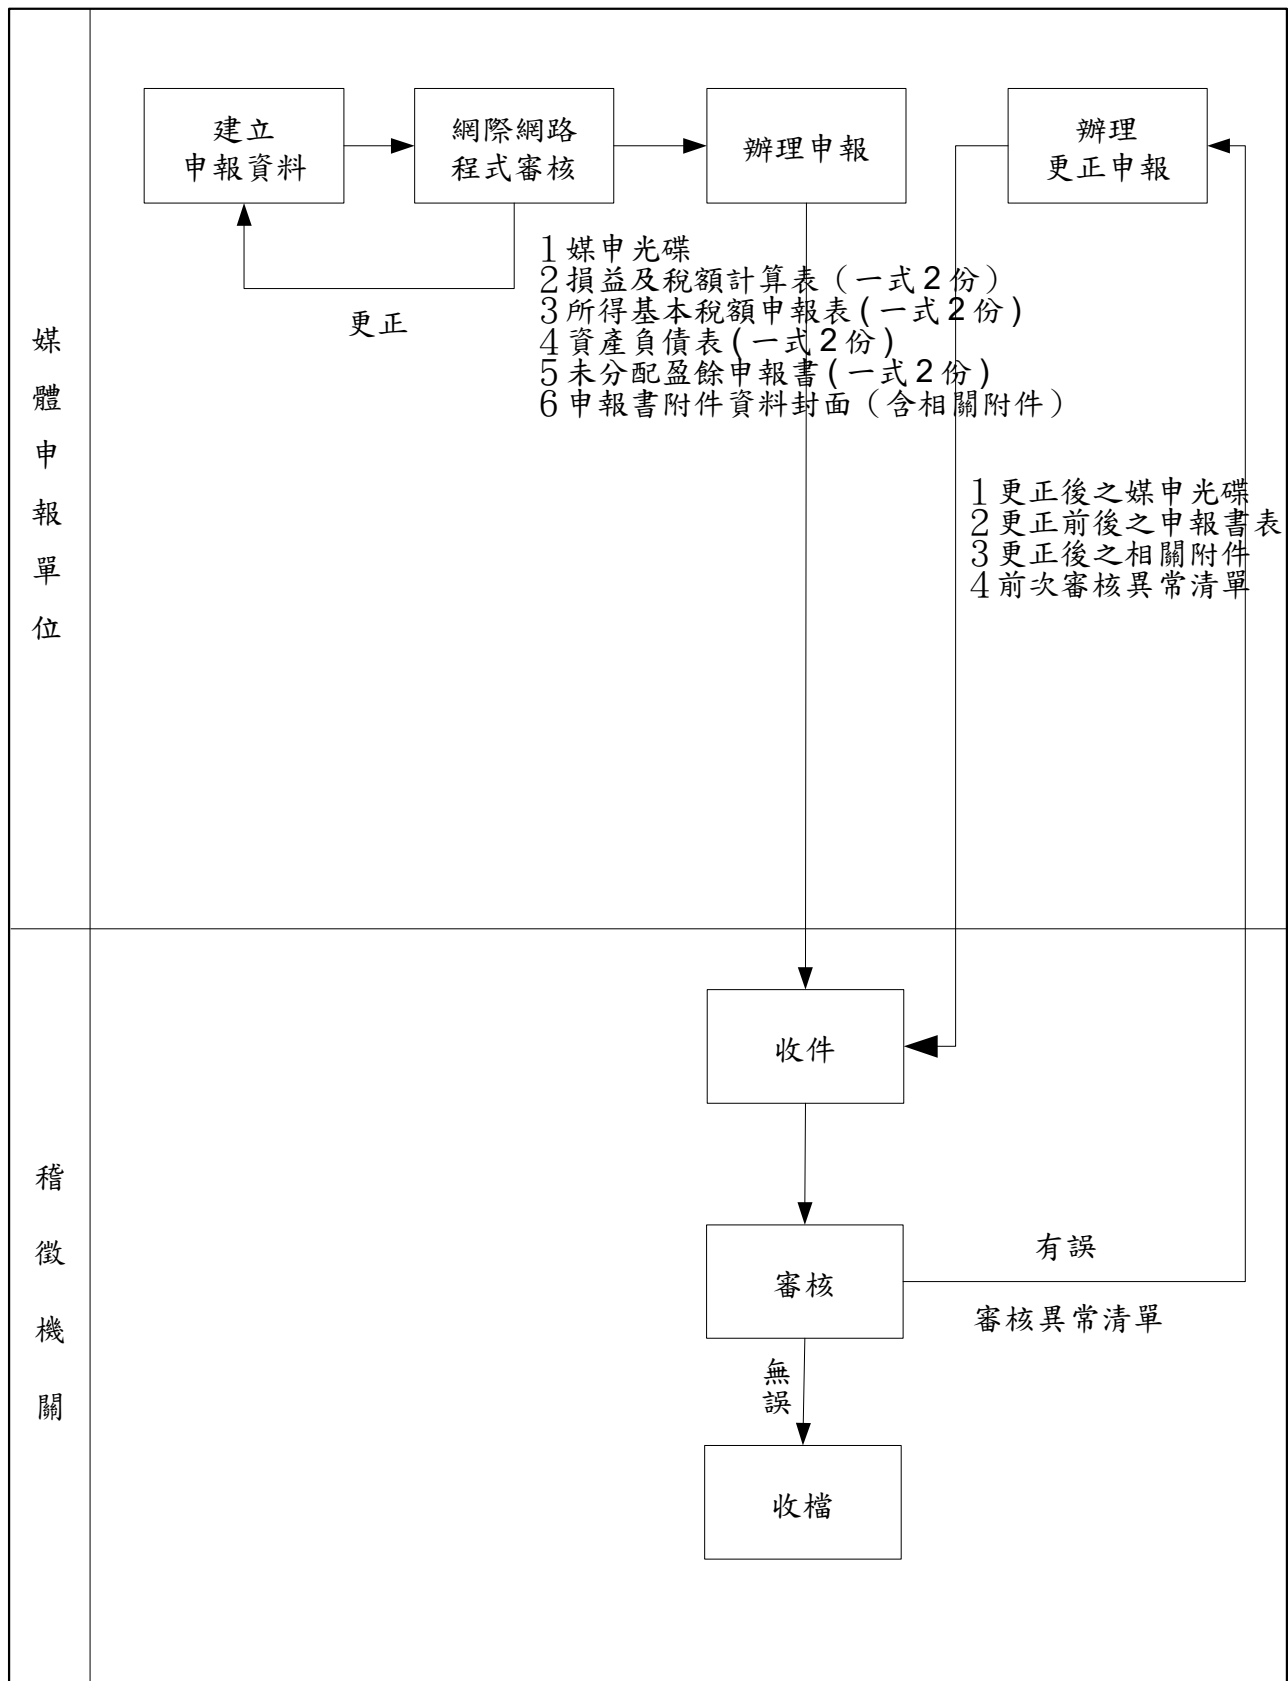 建立
申報資料
網際網路
程式審核
辦理申報
辦理
更正申報
更正
1媒申光碟
2損益及稅額計算表（一式2份）
3所得基本稅額申報表(一式2份)
4資產負債表(一式2份)
5未分配盈餘申報書(一式2份)
6申報書附件資料封面（含相關附件）
媒體申報單位
1更正後之媒申光碟
2更正前後之申報書表
3更正後之相關附件
4前次審核異常清單
收件
稽徵機關
審核
有誤
審核異常清單
無誤
收檔